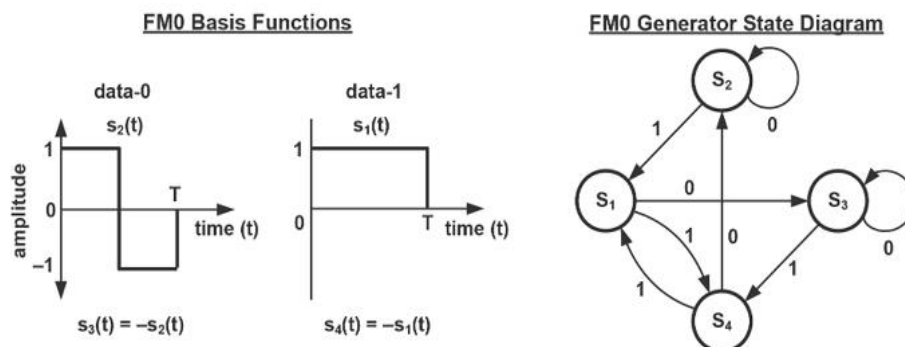 FM0 Basis Functions
data-0
s₂(t)
1
0
–1
amplitude
T
time (t)
s₃(t) = –s₂(t)
data-1
s₁(t)
1
0
T
time (t)
s₄(t) = –s₁(t)
FM0 Generator State Diagram
S₂
0
1
S₁
0
S₃
0
1
0
1
1
S₄